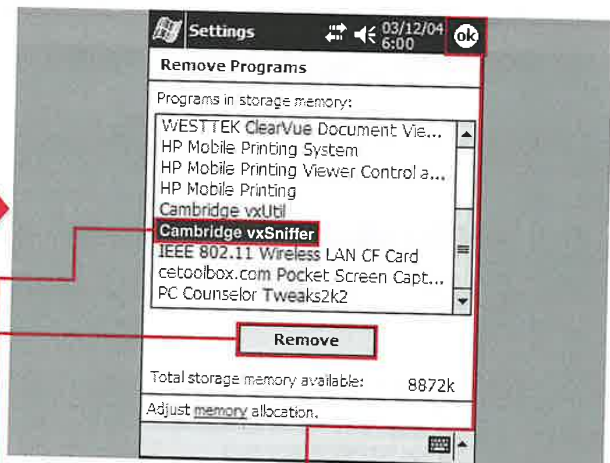 Settings
03/12/04
6:00
ok
Remove Programs
Programs in storage memory:
WESTTEK ClearVue Document Vie...
HP Mobile Printing System
HP Mobile Printing Viewer Control a...
HP Mobile Printing
Cambridge vxUtil
Cambridge vxSniffer
IEEE 802.11 Wireless LAN CF Card
cetoolbox.com Pocket Screen Capt...
PC Counselor Tweaks2k2
Remove
Total storage memory available: 8872k
Adjust memory allocation.